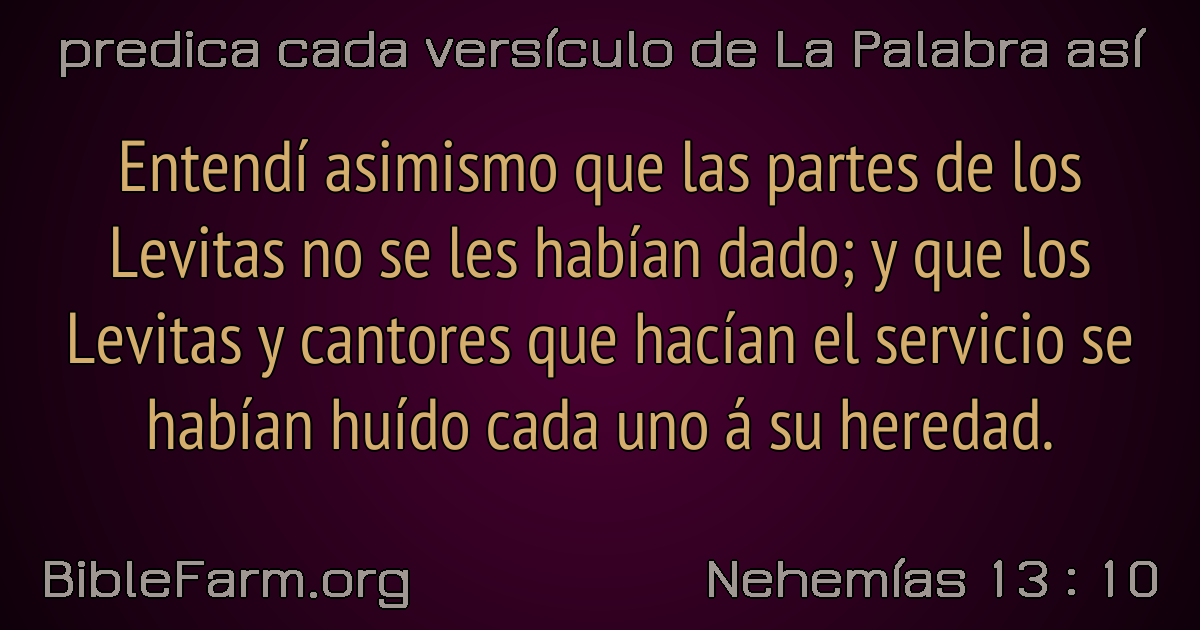 predica cada versículo de La Palabra así
Entendí asimismo que las partes de los
Levitas no se les habían dado; y que los
Levitas y cantores que hacían el servicio se
habían huído cada uno á su heredad.
BibleFarm.org
Nehemías 13 : 10